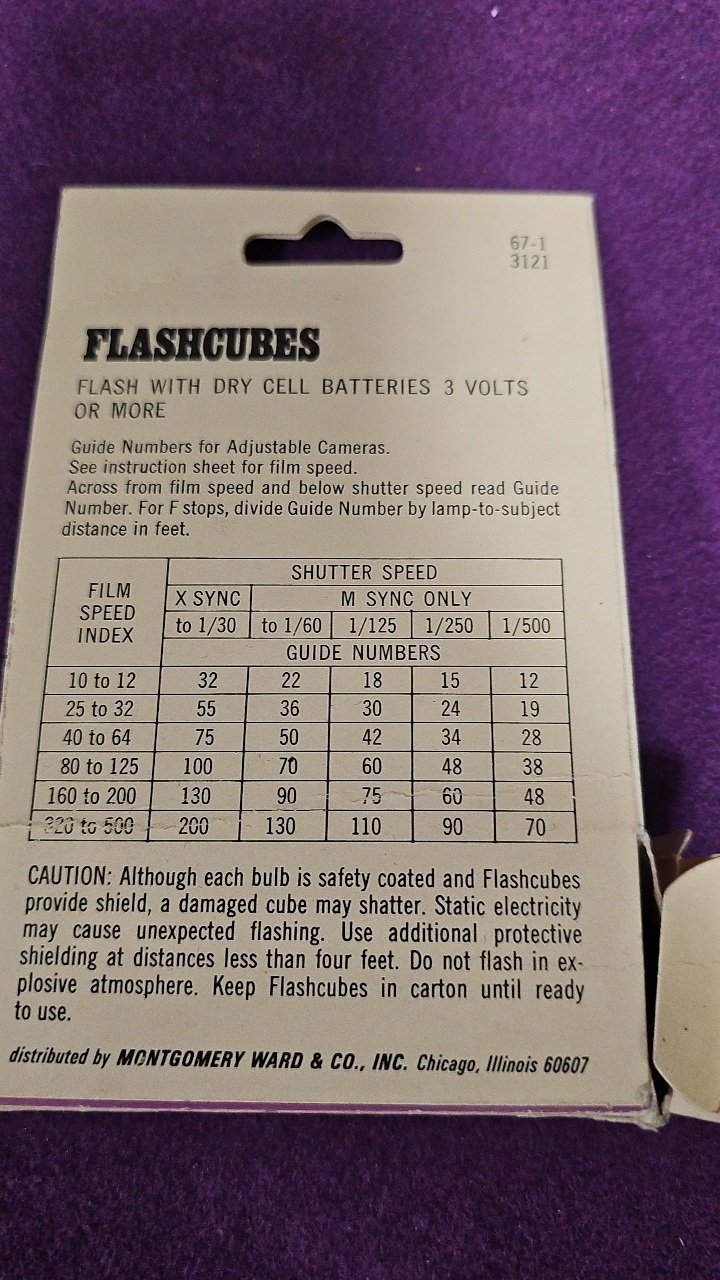 67-1
3121
FLASHCUBES
FLASH WITH DRY CELL BATTERIES 3 VOLTS
OR MORE
Guide Numbers for Adjustable Cameras.
See instruction sheet for film speed.
Across from film speed and below shutter speed read Guide
Number. For F stops, divide Guide Number by lamp-to-subject
distance in feet.
FILM SPEED INDEX SHUTTER SPEED
X SYNC M SYNC ONLY
to 1/30 to 1/60 1/125 1/250 1/500
GUIDE NUMBERS
10 to 12 32 22 18 15 12
25 to 32 55 36 30 24 19
40 to 64 75 50 42 34 28
80 to 125 100 70 60 48 38
160 to 200 130 90 75 60 48
320 to 500 200 130 110 90 70
CAUTION: Although each bulb is safety coated and Flashcubes
provide shield, a damaged cube may shatter. Static electricity
may cause unexpected flashing. Use additional protective
shielding at distances less than four feet. Do not flash in ex-
plosive atmosphere. Keep Flashcubes in carton until ready
to use.
distributed by MONTGOMERY WARD & CO., INC. Chicago, Illinois 60607